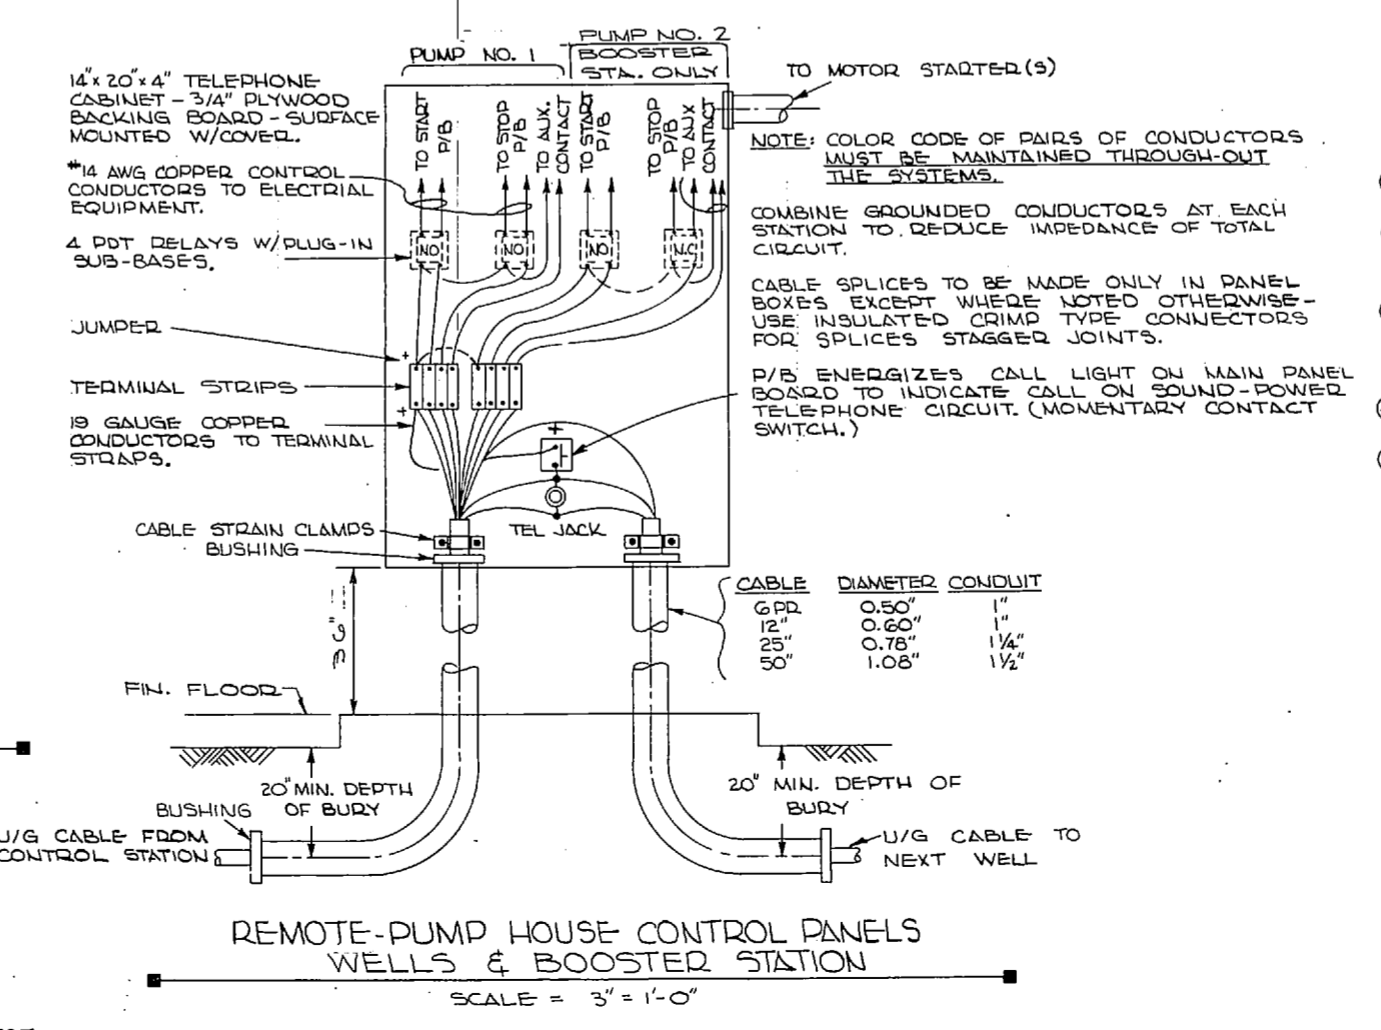 PUMP NO. 1
PUMP NO. 2
BOOSTER
STA. ONLY
TO MOTOR STARTER(S)
14"x 20"x 4" TELEPHONE
CABINET - 3/4" PLYWOOD
BACKING BOARD - SURFACE
MOUNTED W/COVER.
#14 AWG COPPER CONTROL
CONDUCTORS TO ELECTRIAL
EQUIPMENT.
4 PDT RELAYS W/PLUG-IN
SUB-BASES.
JUMPER
TERMINAL STRIPS
19 GAUGE COPPER
CONDUCTORS TO TERMINAL
STRAPS.
CABLE STRAIN CLAMPS
BUSHING
TO START
P/B
TO STOP
P/B
TO AUX.
CONTACT
TO START
P/B
TO STOP
P/B
TO AUX
CONTACT
NO
NO
NO
N.C
+
+
+
TEL JACK
NOTE: COLOR CODE OF PAIRS OF CONDUCTORS
MUST BE MAINTAINED THROUGH-OUT
THE SYSTEMS.
COMBINE GROUNDED CONDUCTORS AT EACH
STATION TO REDUCE IMPEDANCE OF TOTAL
CIRCUIT.
CABLE SPLICES TO BE MADE ONLY IN PANEL
BOXES EXCEPT WHERE NOTED OTHERWISE-
USE INSULATED CRIMP TYPE CONNECTORS
FOR SPLICES STAGGER JOINTS.
P/B ENERGIZES CALL LIGHT ON MAIN PANEL
BOARD TO INDICATE CALL ON SOUND-POWER
TELEPHONE CIRCUIT. (MOMENTARY CONTACT
SWITCH.)
CABLE DIAMETER CONDUIT
6 PR 0.50" 1"
12" 0.60" 1"
25" 0.78" 1 1/4"
50" 1.08" 1 1/2"
FIN. FLOOR
20" MIN. DEPTH
OF BURY
BUSHING
U/G CABLE FROM
CONTROL STATION
20" MIN. DEPTH OF
BURY
U/G CABLE TO
NEXT WELL
REMOTE-PUMP HOUSE CONTROL PANELS
WELLS & BOOSTER STATION
SCALE = 3" = 1'-0"